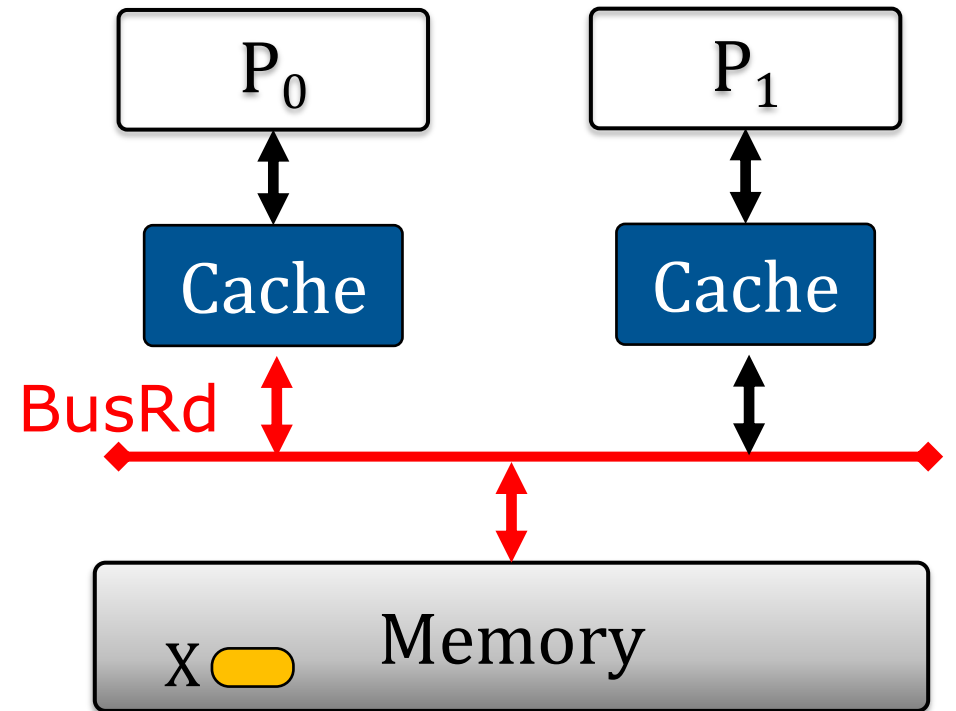 P0
P1
Cache
Cache
BusRd
Memory
X